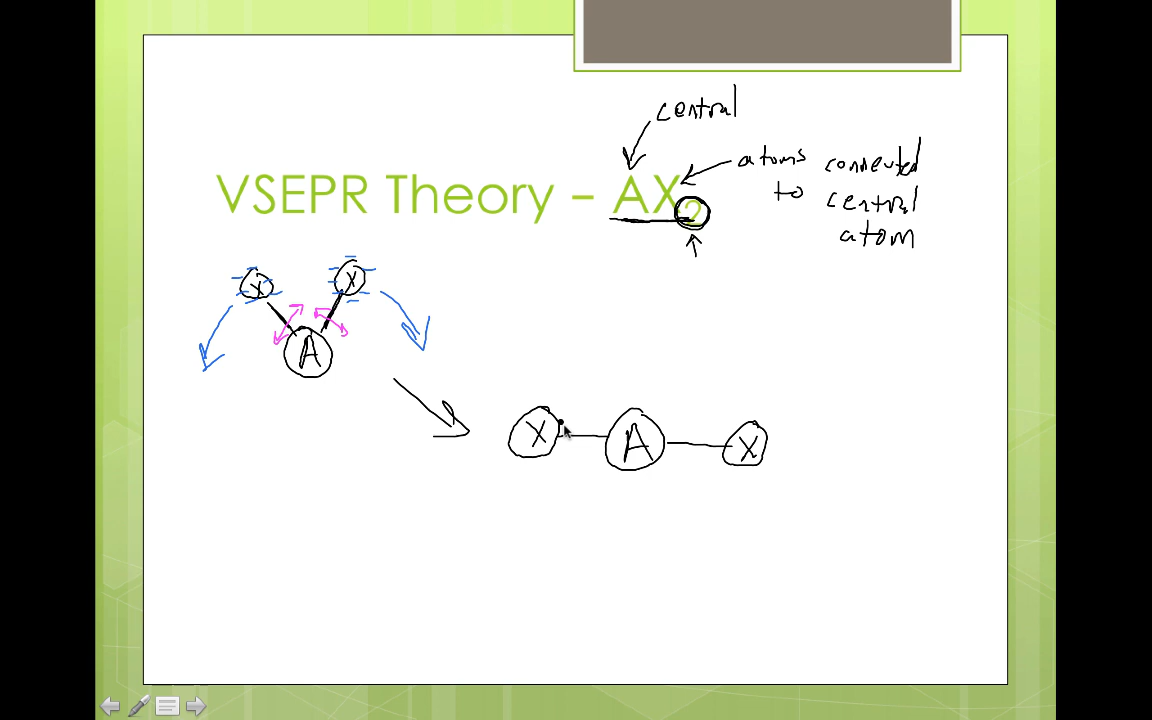 central
atoms connected
to central
atom
VSEPR Theory – AX2
X X
A
X A X